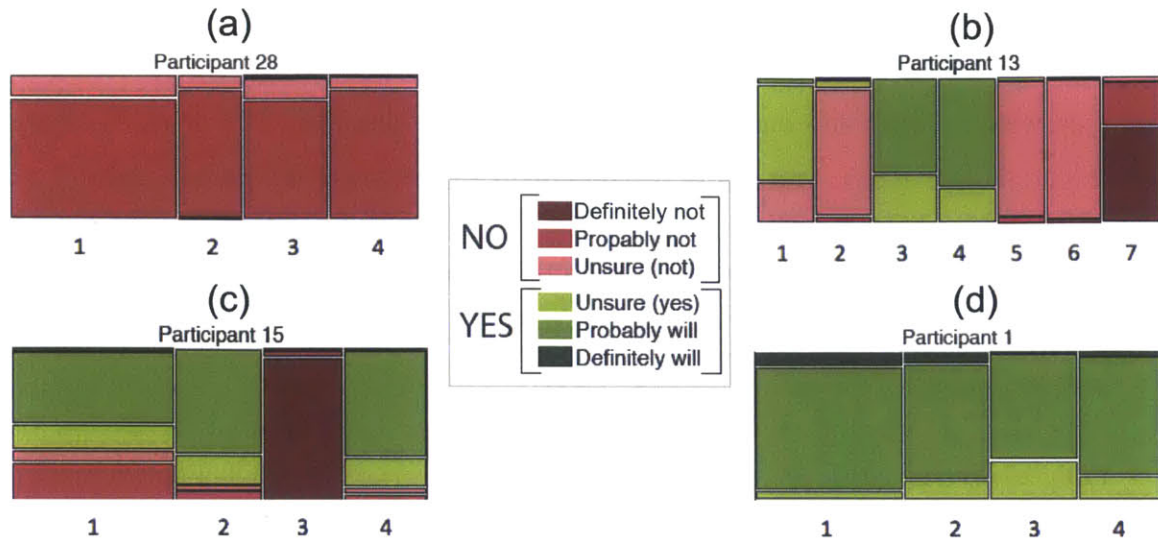 (a)
Participant 28
1 2 3 4
(b)
Participant 13
1 2 3 4 5 6 7
NO
Definitely not
Propably not
Unsure (not)
YES
Unsure (yes)
Probably will
Definitely will
(c)
Participant 15
1 2 3 4
(d)
Participant 1
1 2 3 4